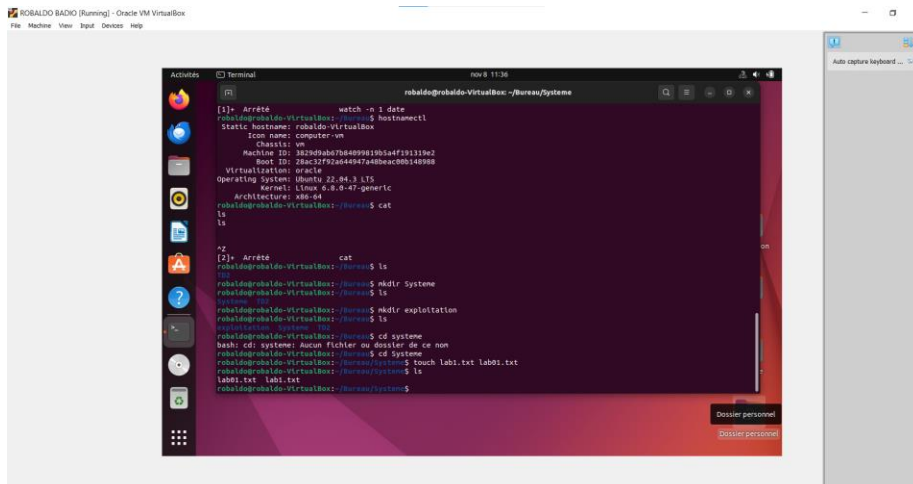 ROBALDO BADIO [Running] - Oracle VM VirtualBox
File Machine View Input Devices Help
Auto capture keyboard ...
Activités Terminal nov 8 11:36
robaldo@robaldo-VirtualBox: ~/Bureau/Systeme
[1]+ Arrêté watch -n 1 date
robaldo@robaldo-VirtualBox:~/Bureau$ hostnamectl
Static hostname: robaldo-VirtualBox
Icon name: computer-vm
Chassis: vm
Machine ID: 3829d9ab67b84099819b5a4f191319e2
Boot ID: 28ac32f92a644947a48beac00b148988
Virtualization: oracle
Operating System: Ubuntu 22.04.3 LTS
Kernel: Linux 6.8.0-47-generic
Architecture: x86-64
robaldo@robaldo-VirtualBox:~/Bureau$ cat
ls
ls
^Z
[2]+ Arrêté cat
robaldo@robaldo-VirtualBox:~/Bureau$ ls
TD2
robaldo@robaldo-VirtualBox:~/Bureau$ mkdir Systeme
robaldo@robaldo-VirtualBox:~/Bureau$ ls
Systeme TD2
robaldo@robaldo-VirtualBox:~/Bureau$ mkdir exploitation
robaldo@robaldo-VirtualBox:~/Bureau$ ls
exploitation Systeme TD2
robaldo@robaldo-VirtualBox:~/Bureau$ cd systeme
bash: cd: systeme: Aucun fichier ou dossier de ce nom
robaldo@robaldo-VirtualBox:~/Bureau$ cd Systeme
robaldo@robaldo-VirtualBox:~/Bureau/Systeme$ touch lab1.txt lab01.txt
robaldo@robaldo-VirtualBox:~/Bureau/Systeme$ ls
lab01.txt lab1.txt
robaldo@robaldo-VirtualBox:~/Bureau/Systeme$
on
Dossier personnel
Dossier personnel